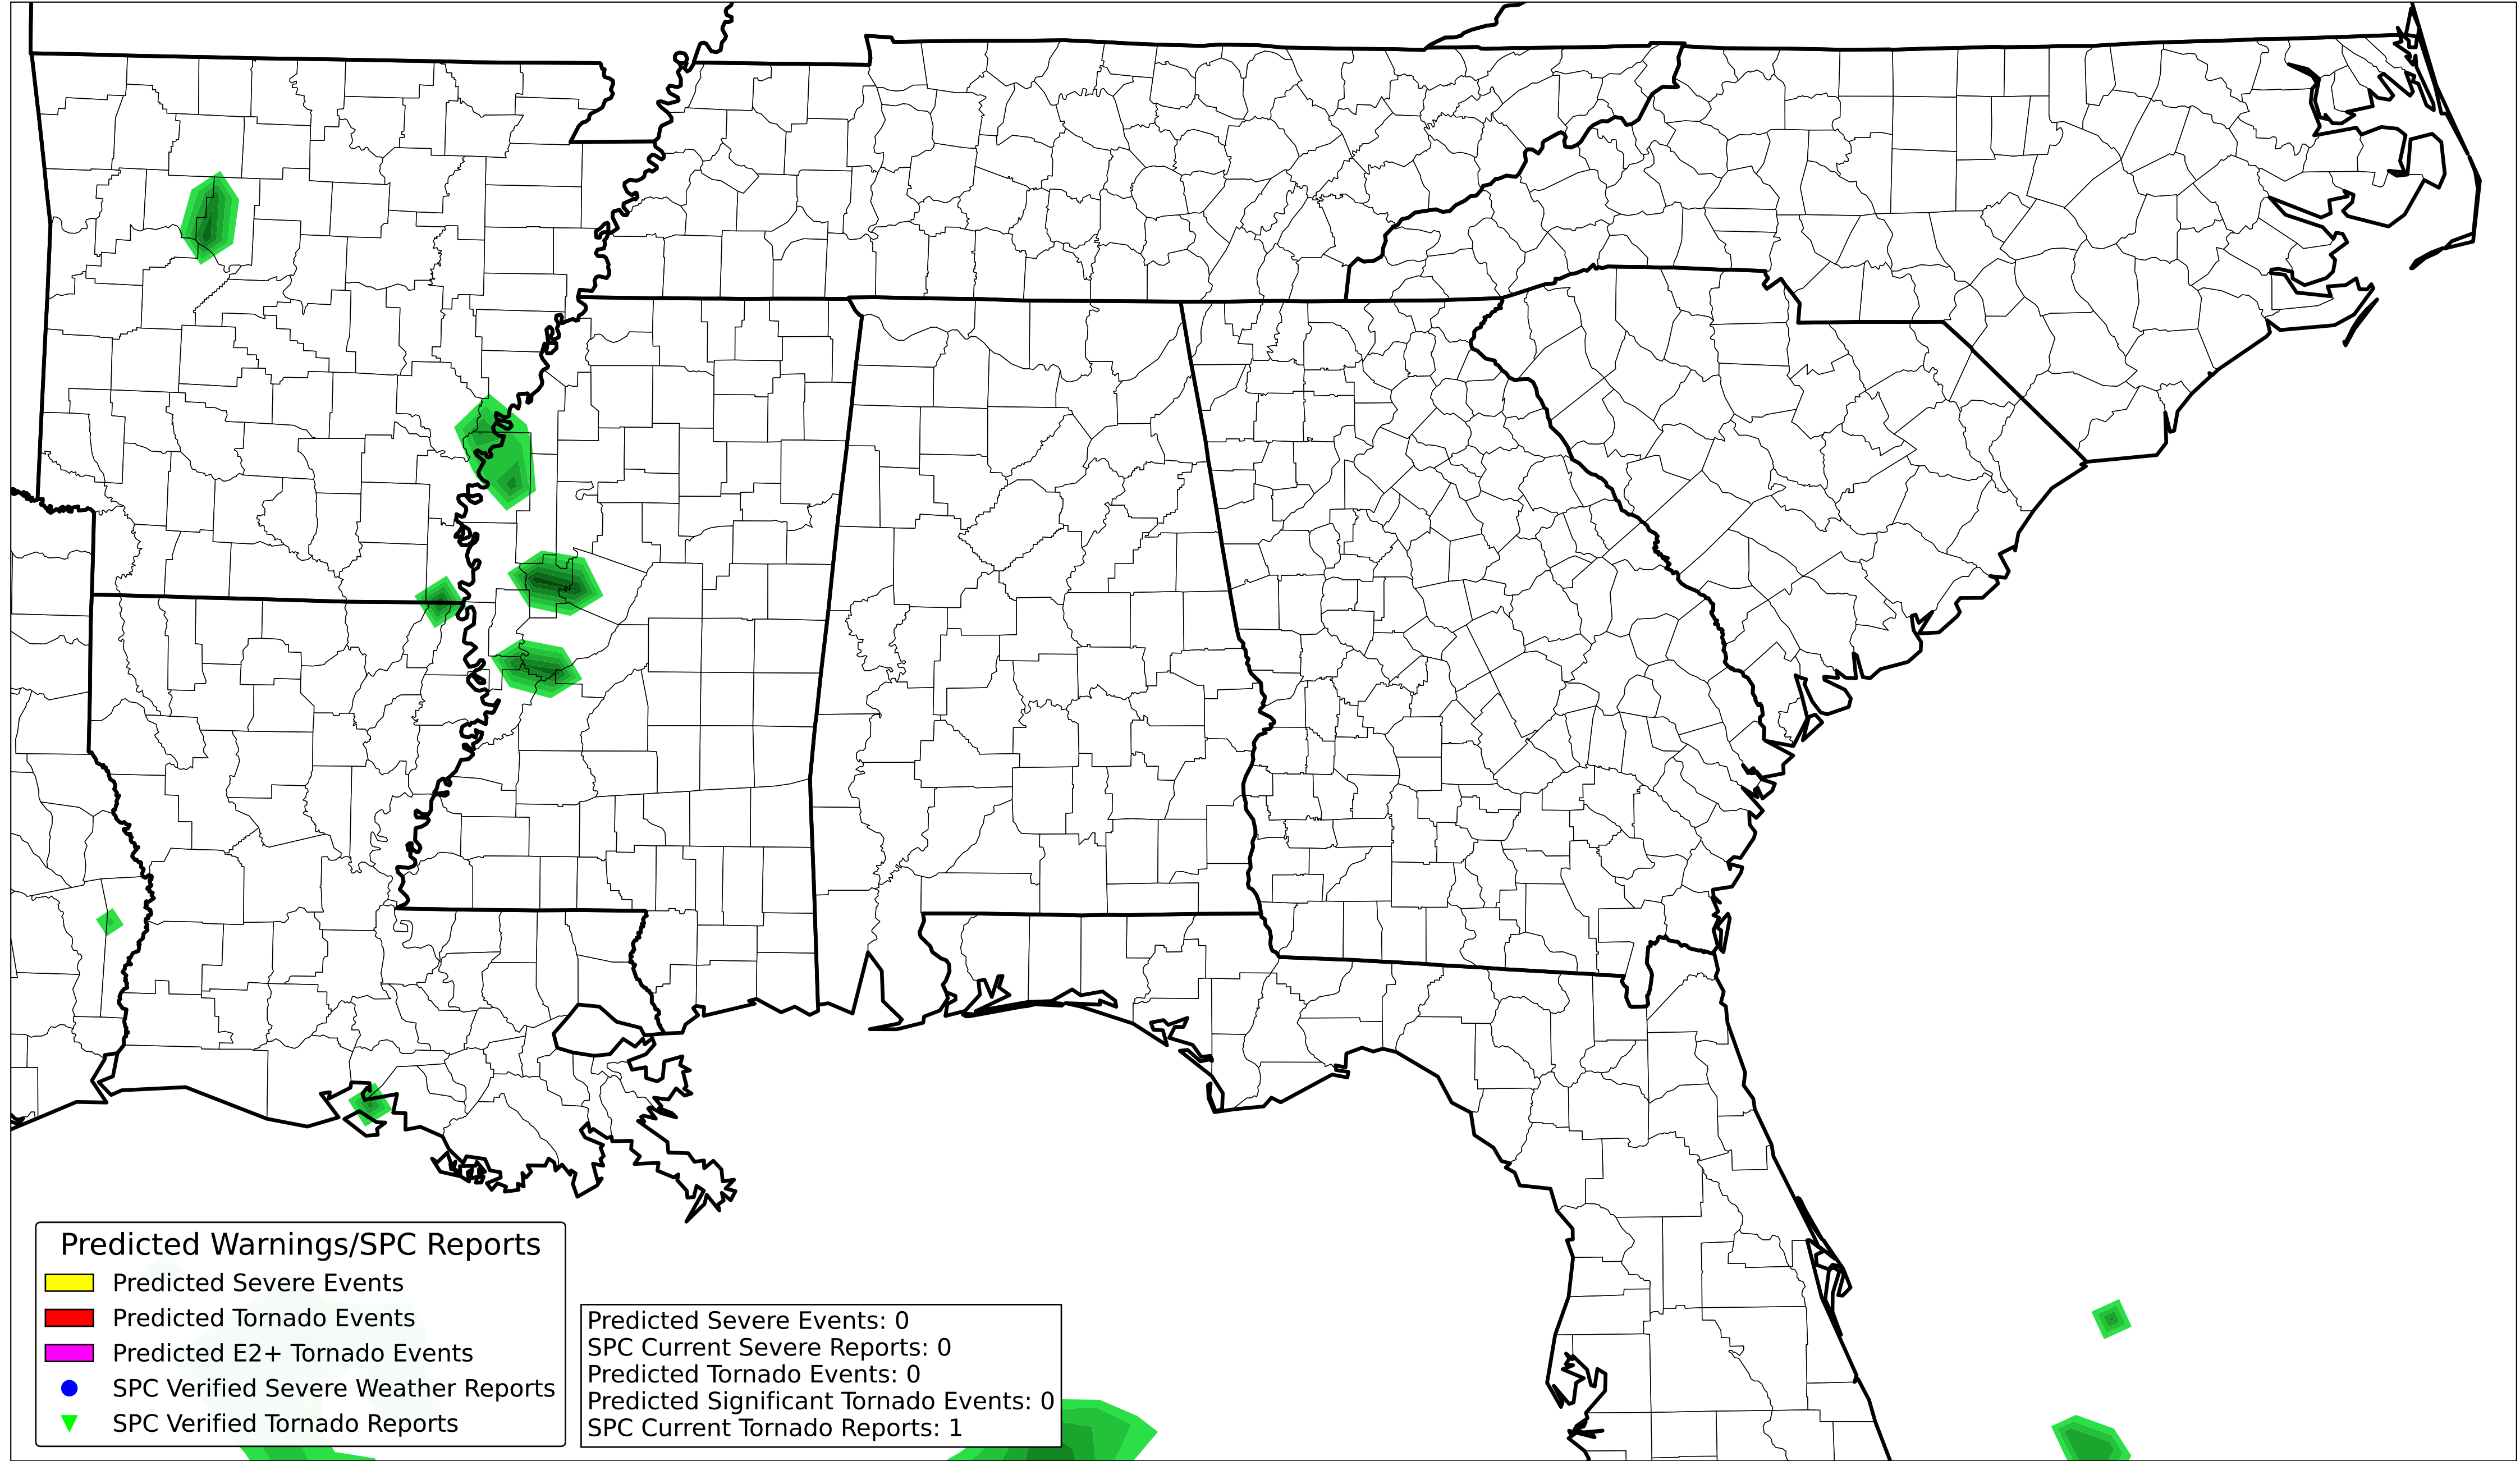 Predicted Warnings/SPC Reports
Predicted Severe Events
Predicted Tornado Events
Predicted E2+ Tornado Events
SPC Verified Severe Weather Reports
SPC Verified Tornado Reports
Predicted Severe Events: 0
SPC Current Severe Reports: 0
Predicted Tornado Events: 0
Predicted Significant Tornado Events: 0
SPC Current Tornado Reports: 1